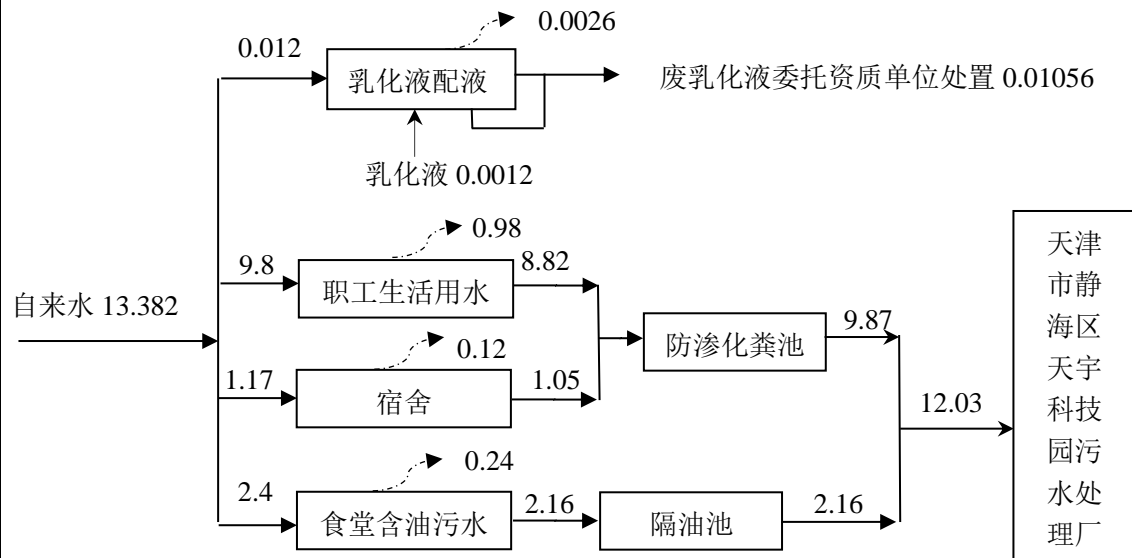 0.0026
0.012
乳化液配液
废乳化液委托资质单位处置 0.01056
乳化液 0.0012
0.98
9.8
职工生活用水
8.82
自来水 13.382
0.12
1.17
宿舍
1.05
防渗化粪池
9.87
12.03
0.24
2.4
食堂含油污水
2.16
隔油池
2.16
天津
市静
海区
天宇
科技
园污
水处
理厂